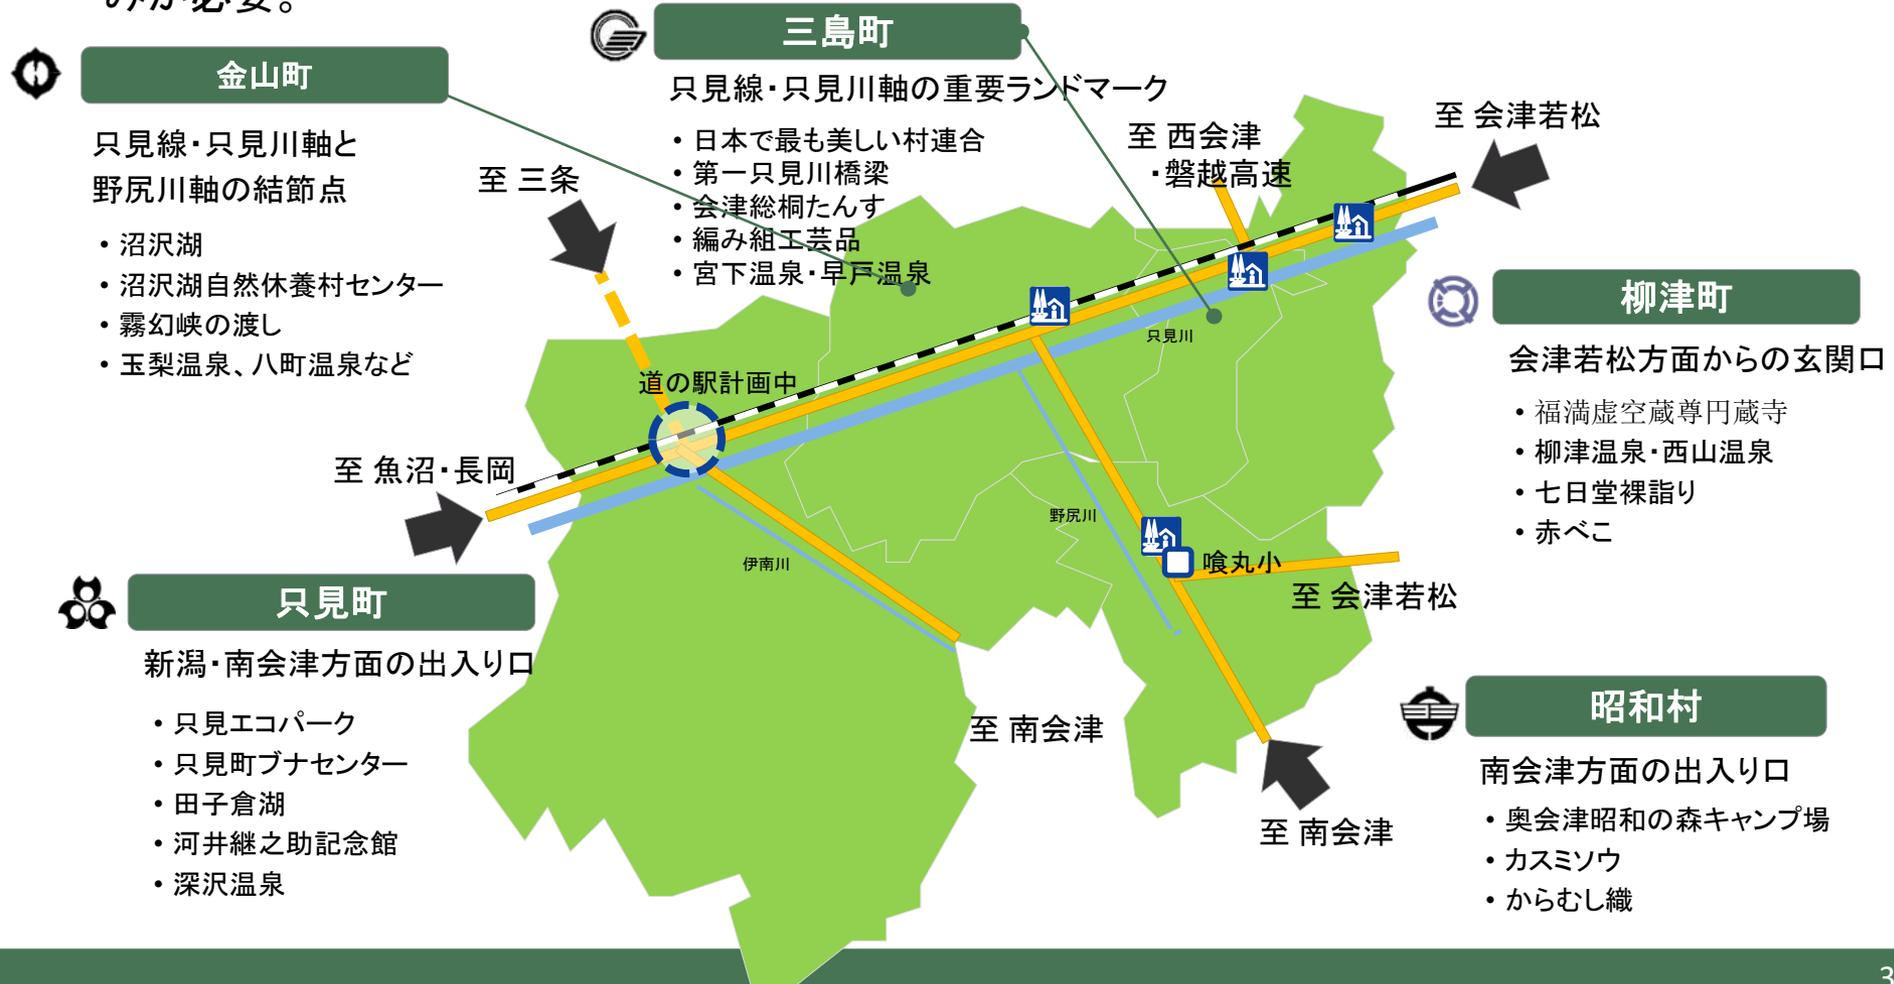 みが必要。
金山町
只見線・只見川軸と
野尻川軸の結節点
• 沼沢湖
• 沼沢湖自然休養村センター
• 霧幻峡の渡し
• 玉梨温泉、八町温泉など
三島町
只見線・只見川軸の重要ランドマーク
• 日本で最も美しい村連合
• 第一只見川橋梁
• 会津総桐たんす
• 編み組工芸品
• 宮下温泉・早戸温泉
至 三条
至 西会津
・磐越高速
至 会津若松
柳津町
会津若松方面からの玄関口
• 福満虚空蔵尊円蔵寺
• 柳津温泉・西山温泉
• 七日堂裸詣り
• 赤べこ
只見川
道の駅計画中
至 魚沼・長岡
野尻川
伊南川
喰丸小
至 会津若松
只見町
新潟・南会津方面の出入り口
• 只見エコパーク
• 只見町ブナセンター
• 田子倉湖
• 河井継之助記念館
• 深沢温泉
至 南会津
昭和村
南会津方面の出入り口
• 奥会津昭和の森キャンプ場
• カスミソウ
• からむし織
至 南会津
3